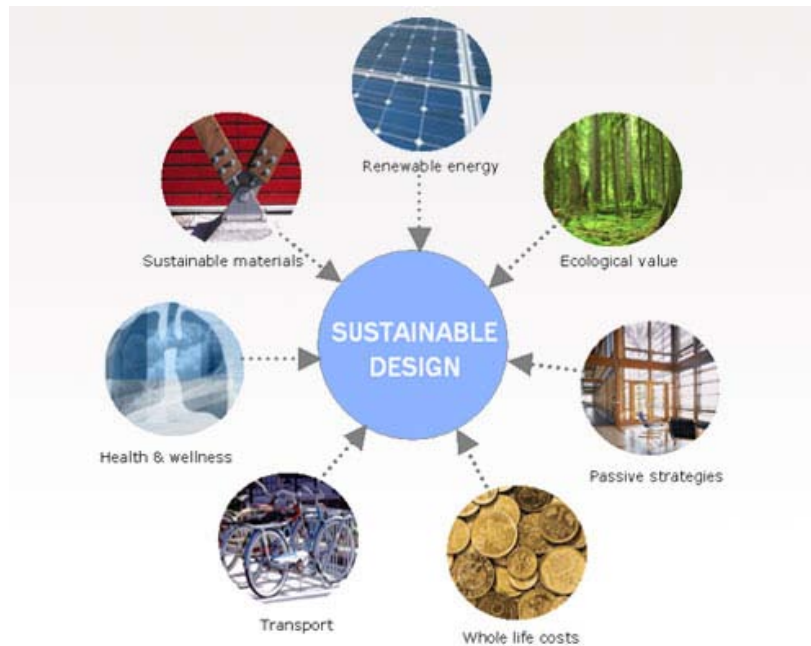 Renewable energy
Sustainable materials
Ecological value
SUSTAINABLE
DESIGN
Health & wellness
Passive strategies
Transport
Whole life costs